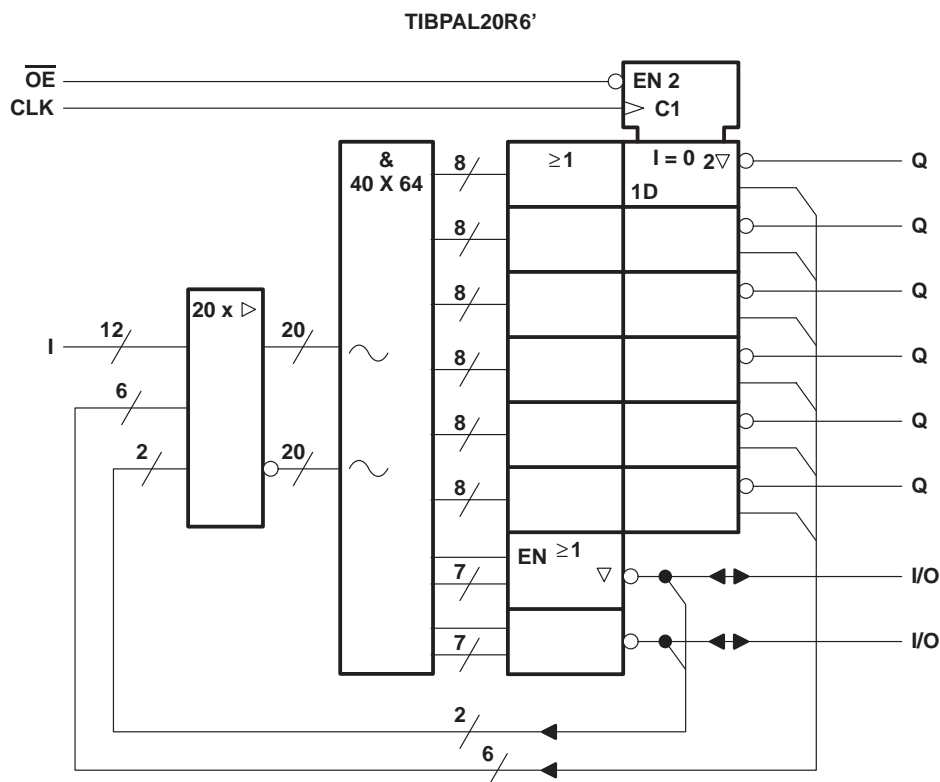 TIBPAL20R6’
OE
EN 2
CLK
C1
&
40 X 64
8
≥1
I = 0
2▽
Q
1D
8
Q
8
Q
20 x ▷
I
12
20
8
Q
6
8
Q
2
20
8
Q
EN ≥1
▽
7
I/O
7
I/O
2
6